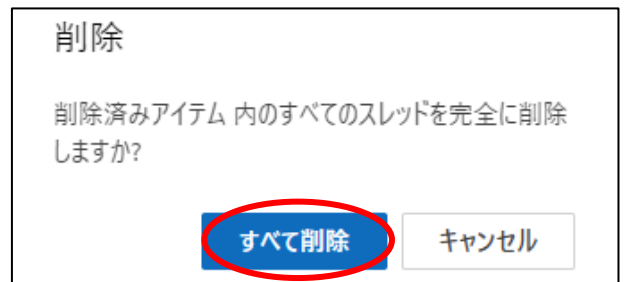 削除
削除済みアイテム 内のすべてのスレッドを完全に削除
しますか?
すべて削除
キャンセル